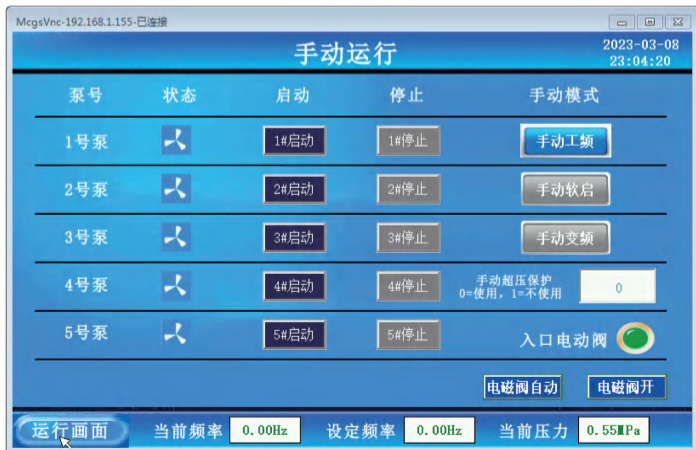 McgsVnc-192.168.1.155-已连接
手动运行
2023-03-08
23:04:20
泵号 状态 启动 停止 手动模式
1号泵 1#启动 1#停止 手动工频
2号泵 2#启动 2#停止 手动软启
3号泵 3#启动 3#停止 手动变频
4号泵 4#启动 4#停止 手动超压保护 0
0=使用，1=不使用
5号泵 5#启动 5#停止 入口电动阀
电磁阀自动 电磁阀开
运行画面 当前频率 0.00Hz 设定频率 0.00Hz 当前压力 0.55MPa